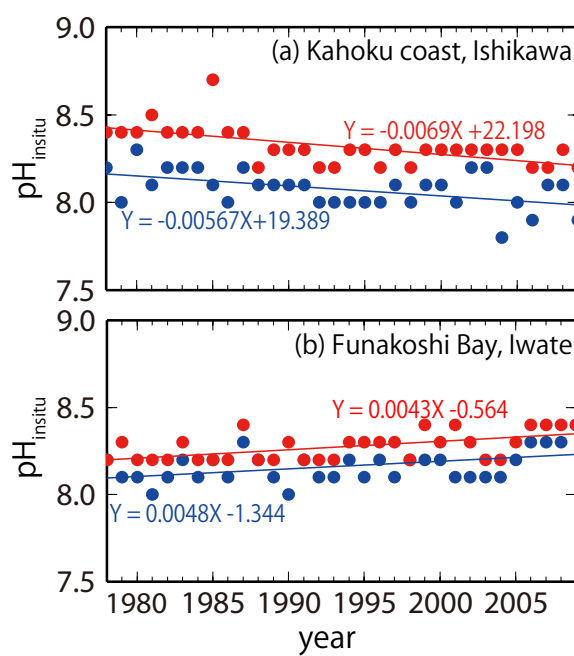 9.0
(a) Kahoku coast, Ishikawa
8.5
Y = -0.0069X +22.198
pHinsitu
8.0
Y = -0.00567X+19.389
7.5
9.0
(b) Funakoshi Bay, Iwate
8.5
Y = 0.0043X -0.564
pHinsitu
8.0
Y = 0.0048X -1.344
7.5
1980 1985 1990 1995 2000 2005
year